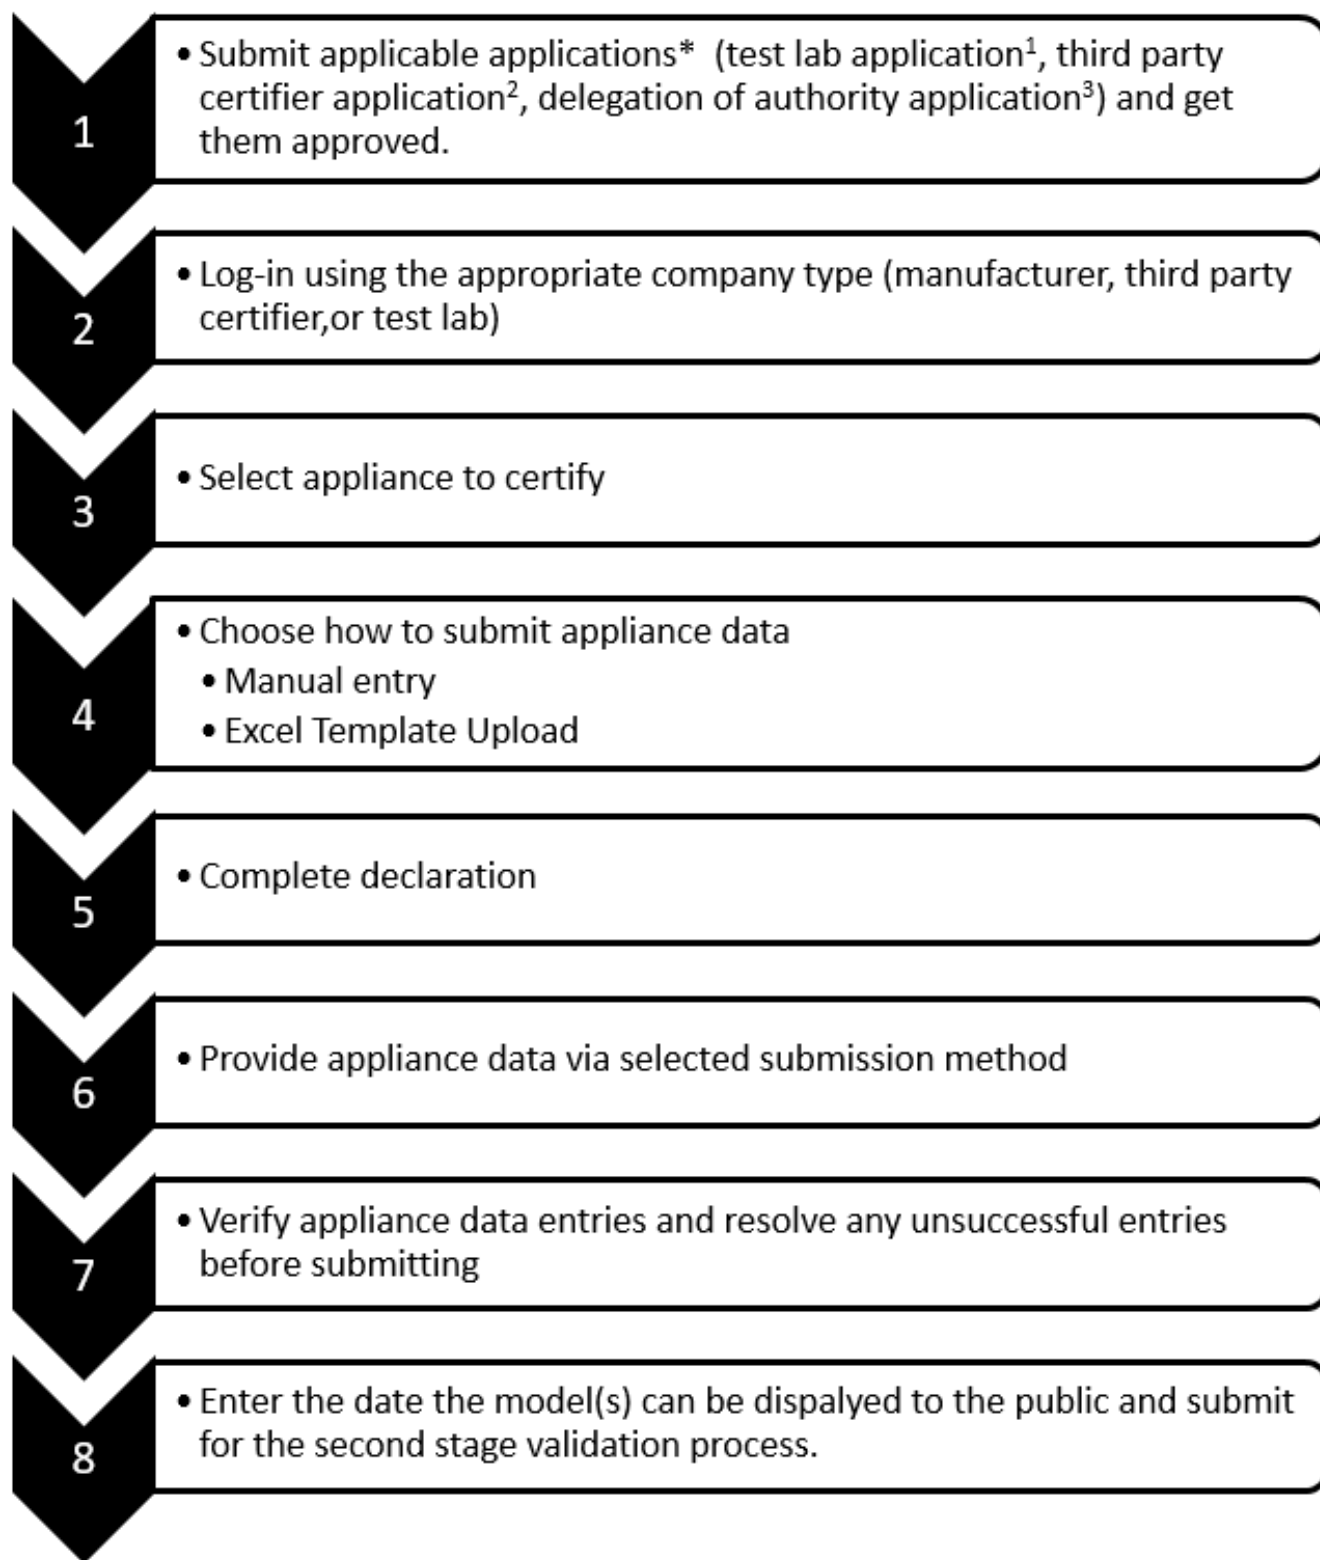 1
• Submit applicable applications* (test lab application¹, third party
certifier application², delegation of authority application³) and get
them approved.
2
• Log-in using the appropriate company type (manufacturer, third party
certifier,or test lab)
3
• Select appliance to certify
4
• Choose how to submit appliance data
• Manual entry
• Excel Template Upload
5
• Complete declaration
6
• Provide appliance data via selected submission method
7
• Verify appliance data entries and resolve any unsuccessful entries
before submitting
8
• Enter the date the model(s) can be dispalyed to the public and submit
for the second stage validation process.